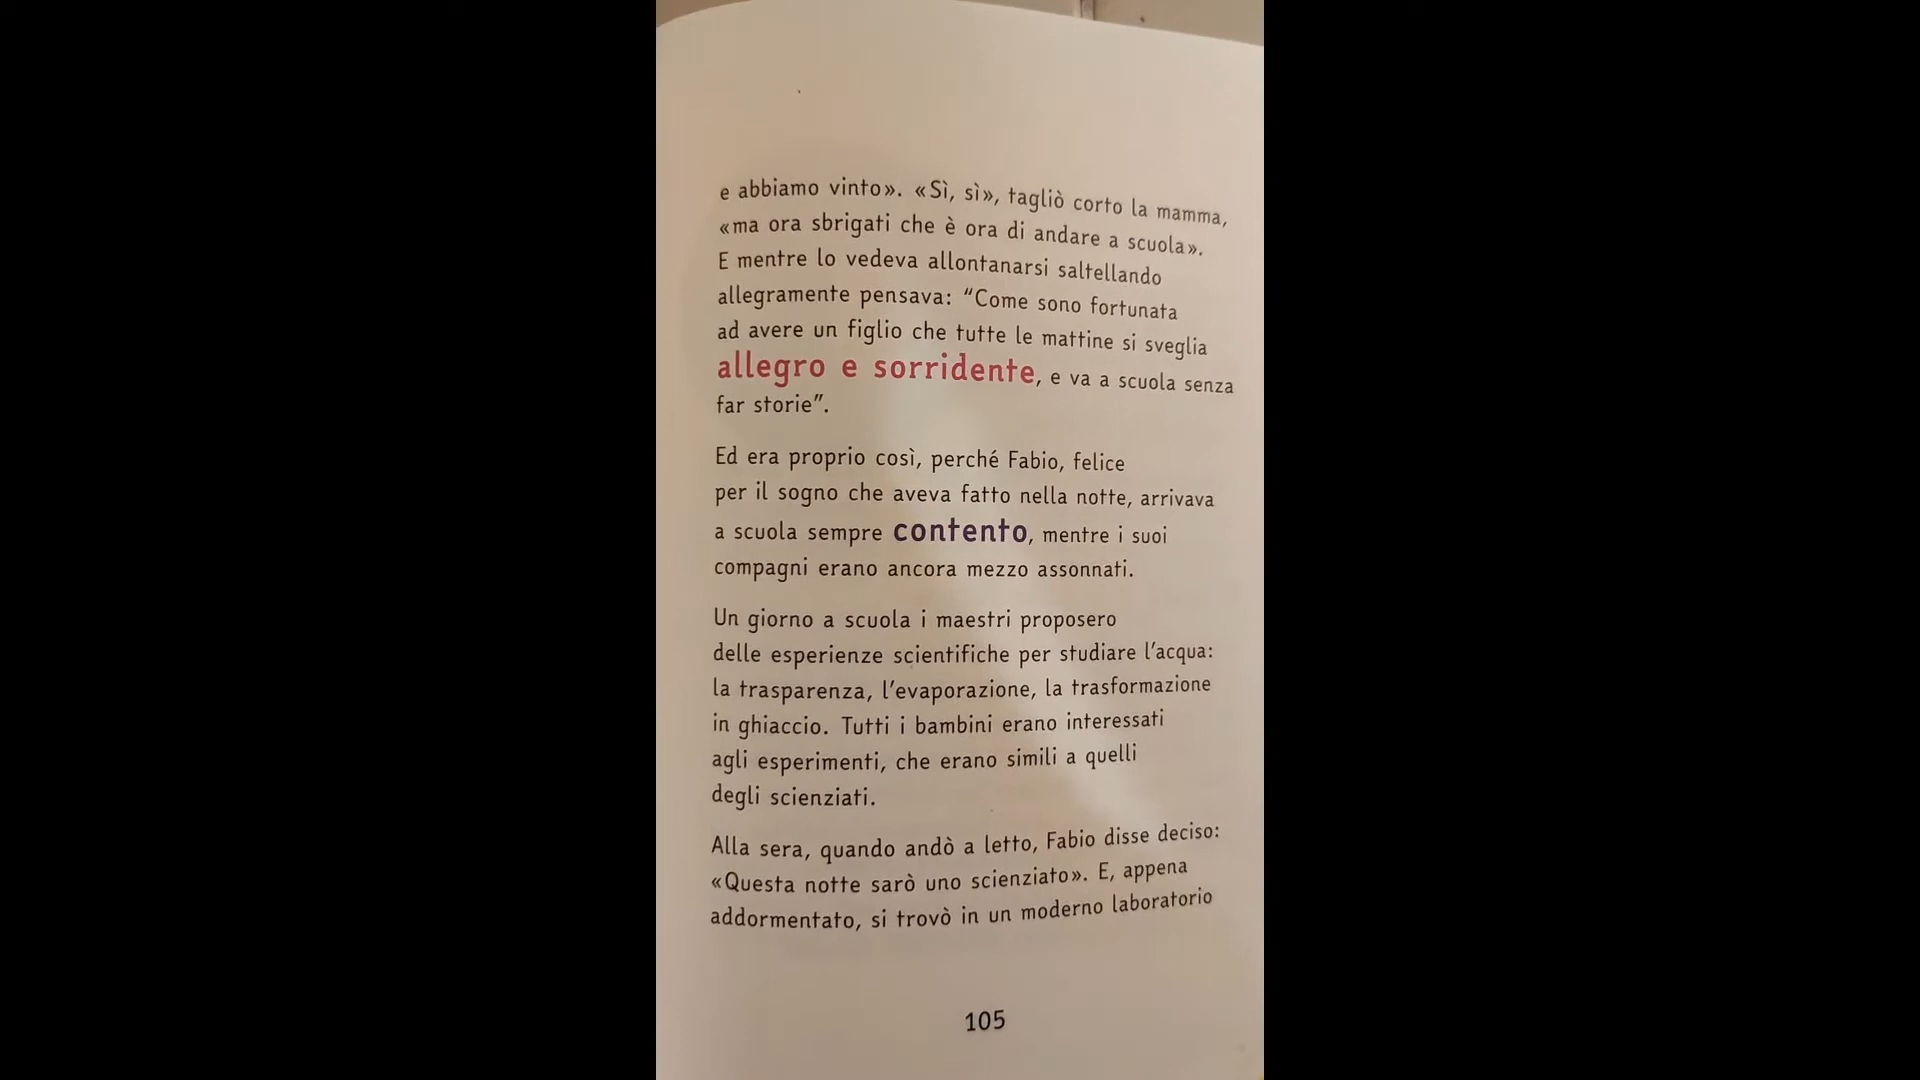 e abbiamo vinto». «Sì, sì», tagliò corto la mamma,
«ma ora sbrigati che è ora di andare a scuola».
E mentre lo vedeva allontanarsi saltellando
allegramente pensava: “Come sono fortunata
ad avere un figlio che tutte le mattine si sveglia
allegro e sorridente, e va a scuola senza
far storie”.
Ed era proprio così, perché Fabio, felice
per il sogno che aveva fatto nella notte, arrivava
a scuola sempre contento, mentre i suoi
compagni erano ancora mezzo assonnati.
Un giorno a scuola i maestri proposero
delle esperienze scientifiche per studiare l’acqua:
la trasparenza, l’evaporazione, la trasformazione
in ghiaccio. Tutti i bambini erano interessati
agli esperimenti, che erano simili a quelli
degli scienziati.
Alla sera, quando andò a letto, Fabio disse deciso:
«Questa notte sarò uno scienziato». E, appena
addormentato, si trovò in un moderno laboratorio
105